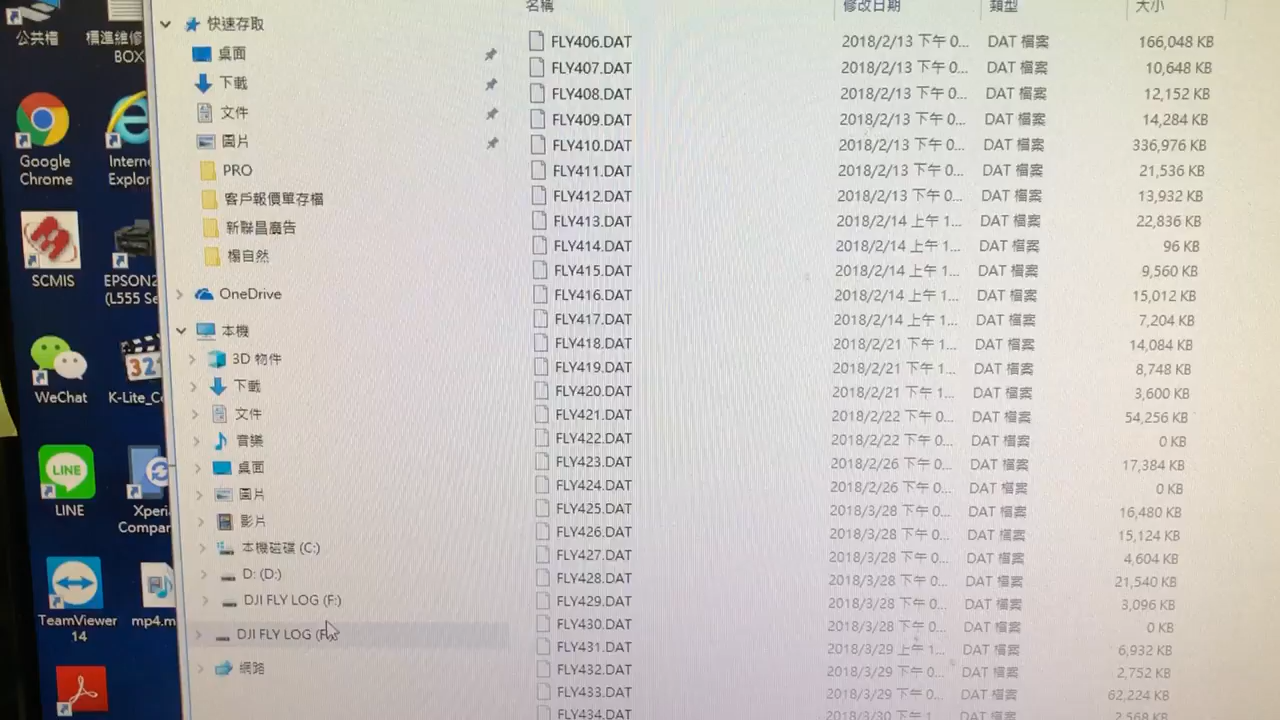 公共檔
標準維修
BOX
Google
Chrome
Intern
Explor
SCMIS
EPSON2
(L555 Se
WeChat
K-Lite_Co
LINE
Xperi
Compan
TeamViewer
14
mp4.m
快速存取
桌面
下載
文件
圖片
PRO
客戶報價單存檔
新聯昌廣告
楊自然
OneDrive
本機
3D 物件
下載
文件
音樂
桌面
圖片
影片
本機磁碟 (C:)
D: (D:)
DJI FLY LOG (F:)
DJI FLY LOG (F
網路
名稱 修改日期 類型 大小
FLY406.DAT 2018/2/13 下午 0... DAT 檔案 166,048 KB
FLY407.DAT 2018/2/13 下午 0... DAT 檔案 10,648 KB
FLY408.DAT 2018/2/13 下午 0... DAT 檔案 12,152 KB
FLY409.DAT 2018/2/13 下午 0... DAT 檔案 14,284 KB
FLY410.DAT 2018/2/13 下午 0... DAT 檔案 336,976 KB
FLY411.DAT 2018/2/13 下午 0... DAT 檔案 21,536 KB
FLY412.DAT 2018/2/13 下午 0... DAT 檔案 13,932 KB
FLY413.DAT 2018/2/14 上午 1... DAT 檔案 22,836 KB
FLY414.DAT 2018/2/14 上午 1... DAT 檔案 96 KB
FLY415.DAT 2018/2/14 上午 1... DAT 檔案 9,560 KB
FLY416.DAT 2018/2/14 上午 1... DAT 檔案 15,012 KB
FLY417.DAT 2018/2/14 上午 1... DAT 檔案 7,204 KB
FLY418.DAT 2018/2/21 下午 1... DAT 檔案 14,084 KB
FLY419.DAT 2018/2/21 下午 1... DAT 檔案 8,748 KB
FLY420.DAT 2018/2/21 下午 1... DAT 檔案 3,600 KB
FLY421.DAT 2018/2/22 下午 0... DAT 檔案 54,256 KB
FLY422.DAT 2018/2/22 下午 0... DAT 檔案 0 KB
FLY423.DAT 2018/2/26 下午 0... DAT 檔案 17,384 KB
FLY424.DAT 2018/2/26 下午 0... DAT 檔案 0 KB
FLY425.DAT 2018/3/28 下午 0... DAT 檔案 16,480 KB
FLY426.DAT 2018/3/28 下午 0... DAT 檔案 15,124 KB
FLY427.DAT 2018/3/28 下午 0... DAT 檔案 4,604 KB
FLY428.DAT 2018/3/28 下午 0... DAT 檔案 21,540 KB
FLY429.DAT 2018/3/28 下午 0... DAT 檔案 3,096 KB
FLY430.DAT 2018/3/28 下午 0... DAT 檔案 0 KB
FLY431.DAT 2018/3/29 上午 1... DAT 檔案 6,932 KB
FLY432.DAT 2018/3/29 下午 0... DAT 檔案 2,752 KB
FLY433.DAT 2018/3/29 下午 0... DAT 檔案 62,224 KB
FLY434.DAT 2018/3/30 下午 1 DAT 檔案 2,568 KB